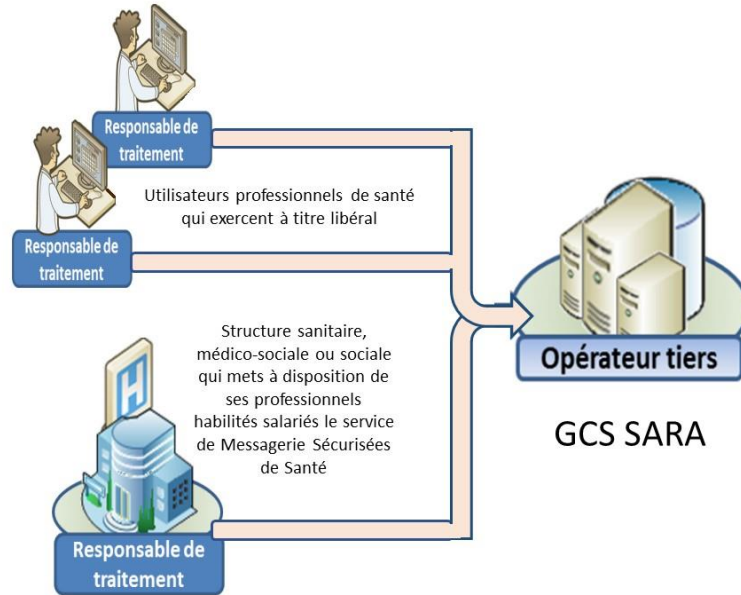 Responsable de
traitement
Utilisateurs professionnels de santé
qui exercent à titre libéral
Responsable de
traitement
Structure sanitaire,
médico-sociale ou sociale
qui mets à disposition de
ses professionnels
habilités salariés le service
de Messagerie Sécurisées
de Santé
H
Responsable de
traitement
Opérateur tiers
GCS SARA